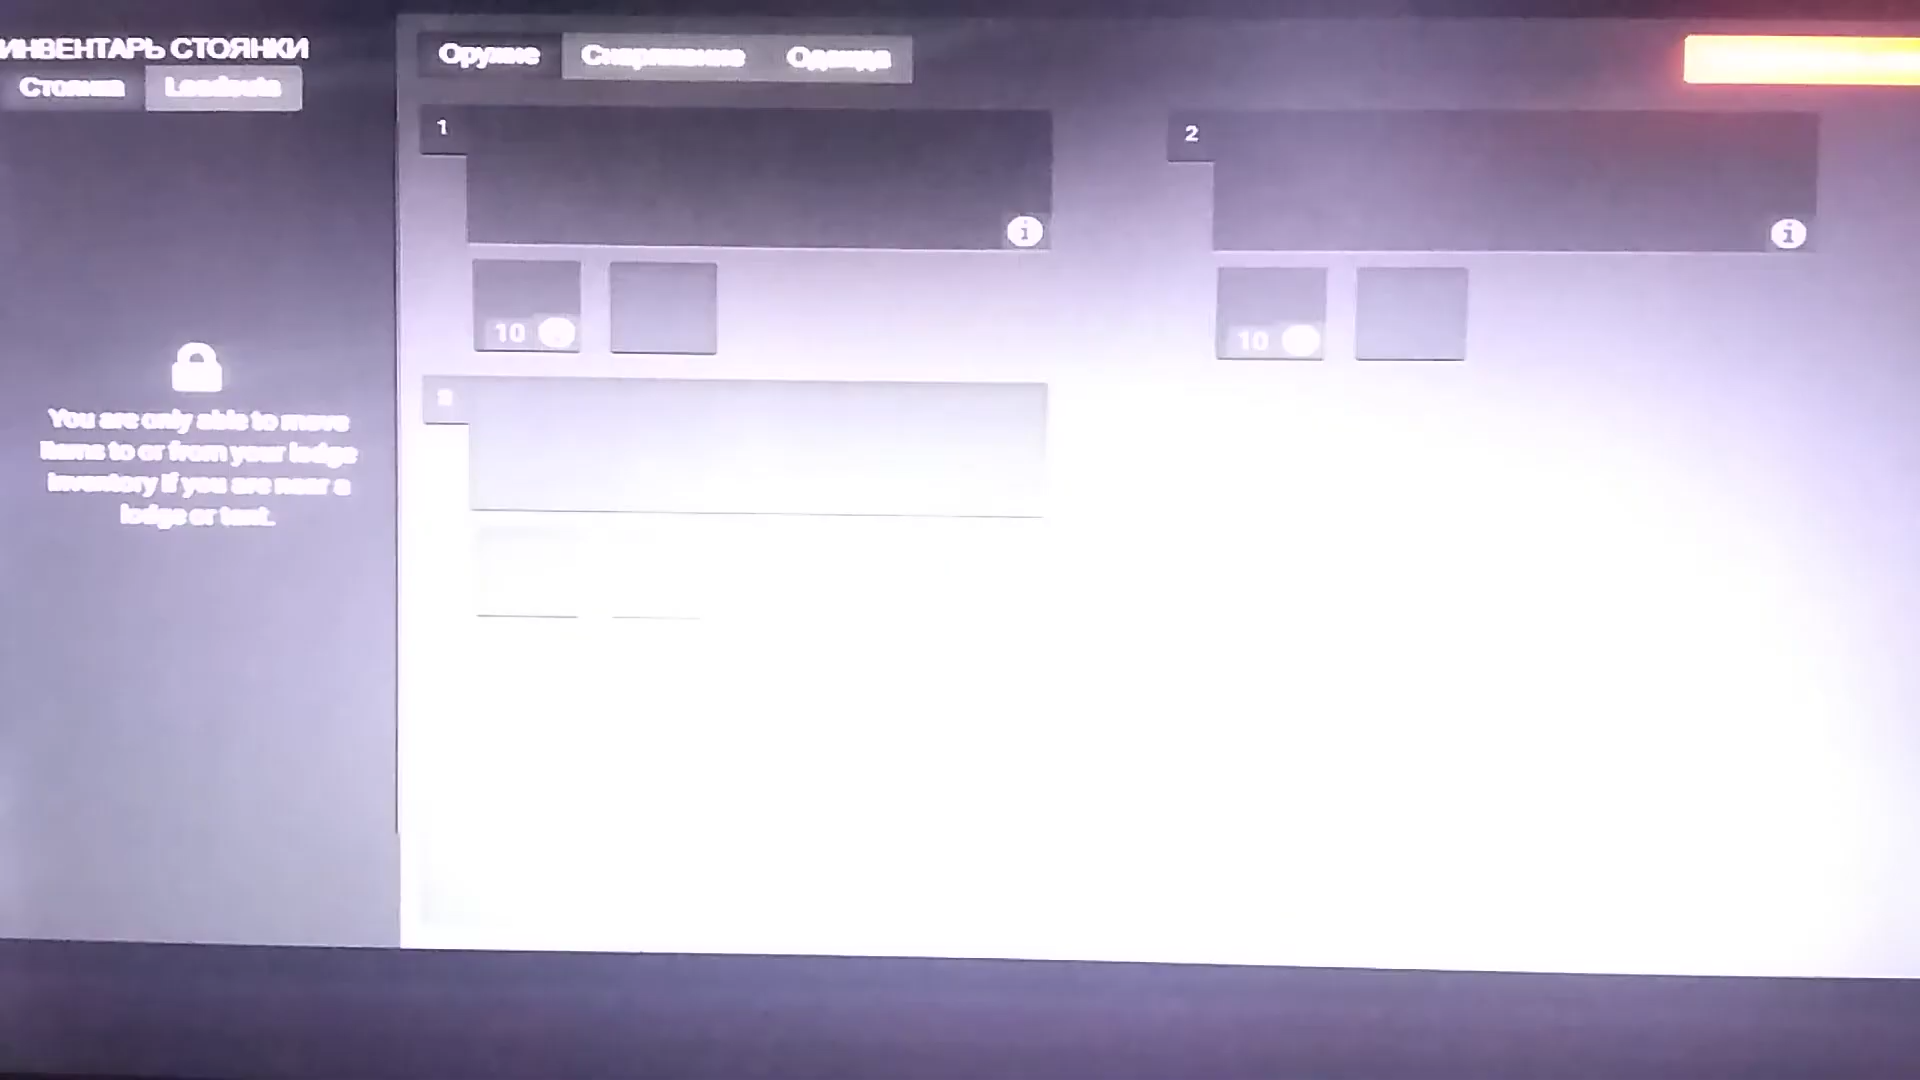 ИНВЕНТАРЬ СТОЯНКИ
Стоянка
Loadouts
Оружие
Снаряжение
Одежда
1
2
10
10
3
You are only able to move
items to or from your lodge
inventory if you are near a
lodge or tent.